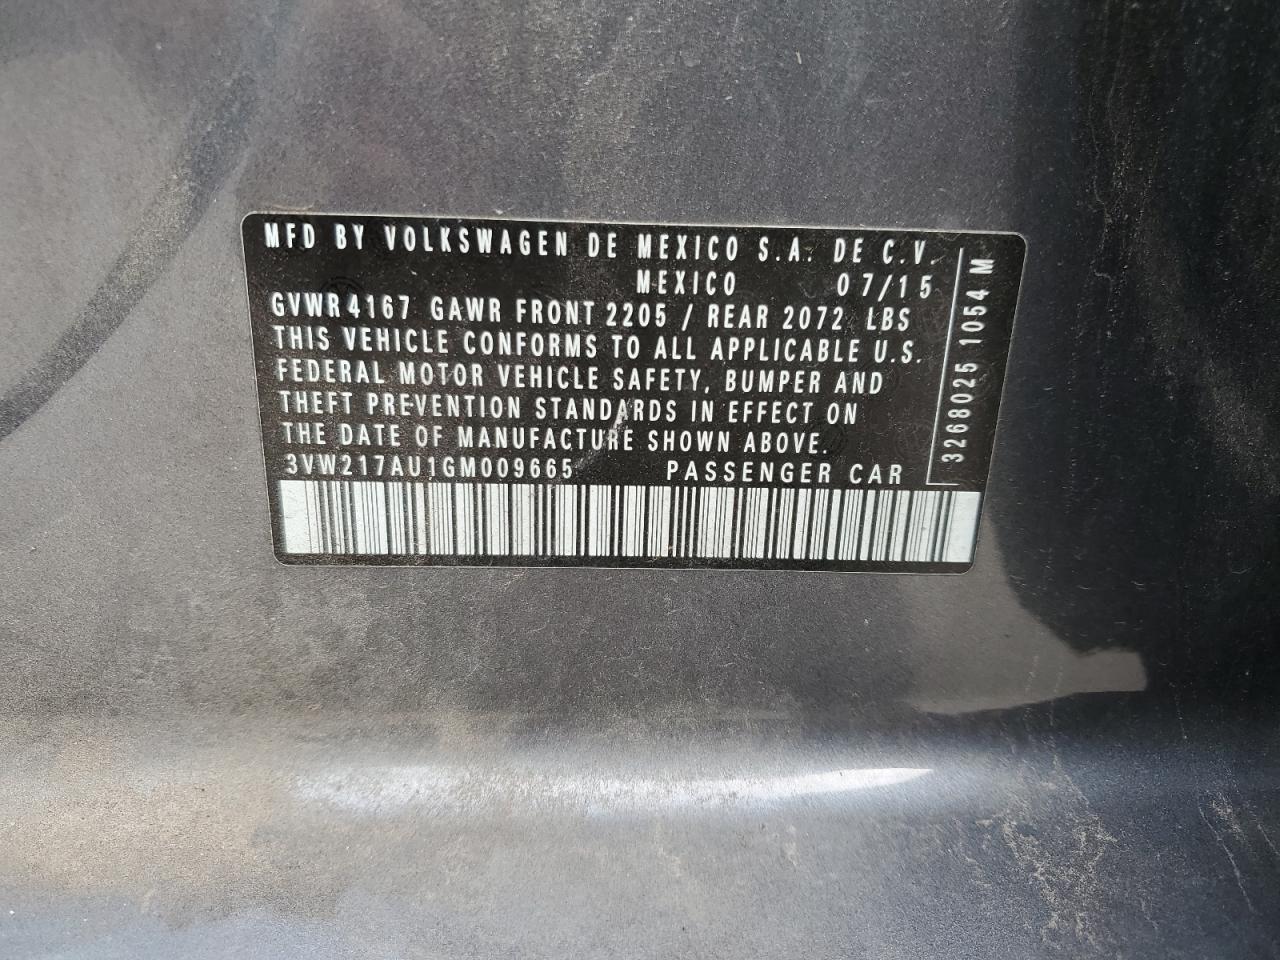 MFD BY VOLKSWAGEN DE MEXICO S.A. DE C.V.
MEXICO 07/15
GVWR 4167 GAWR FRONT 2205 / REAR 2072 LBS
THIS VEHICLE CONFORMS TO ALL APPLICABLE U.S.
FEDERAL MOTOR VEHICLE SAFETY, BUMPER AND
THEFT PREVENTION STANDARDS IN EFFECT ON
THE DATE OF MANUFACTURE SHOWN ABOVE.
3VW217AU1GM009665 PASSENGER CAR
3268025 1054 M